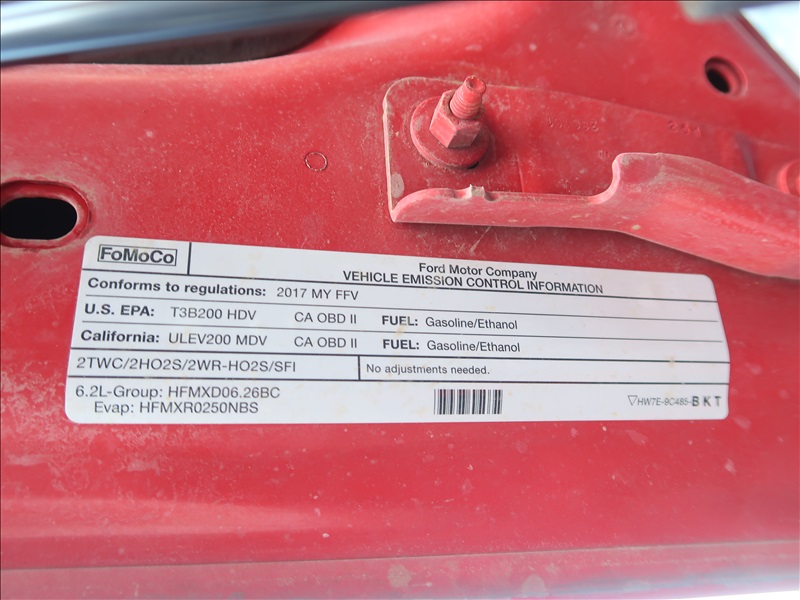 FoMoCo
Ford Motor Company
VEHICLE EMISSION CONTROL INFORMATION
Conforms to regulations: 2017 MY FFV
U.S. EPA: T3B200 HDV CA OBD II FUEL: Gasoline/Ethanol
California: ULEV200 MDV CA OBD II FUEL: Gasoline/Ethanol
2TWC/2HO2S/2WR-HO2S/SFI No adjustments needed.
6.2L-Group: HFMXD06.26BC
Evap: HFMXR0250NBS
HW7E-9C485-BKT